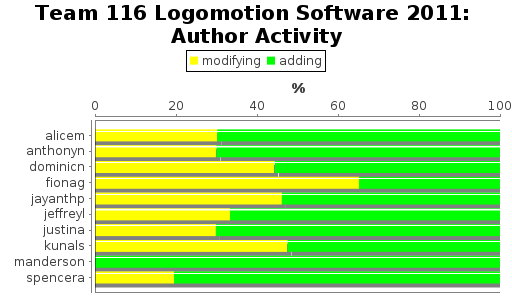 Team 116 Logomotion Software 2011:
Author Activity
modifying adding
%
0 20 40 60 80 100
alicem
anthonyn
dominicn
fionag
jayanthp
jeffreyl
justina
kunals
manderson
spencera